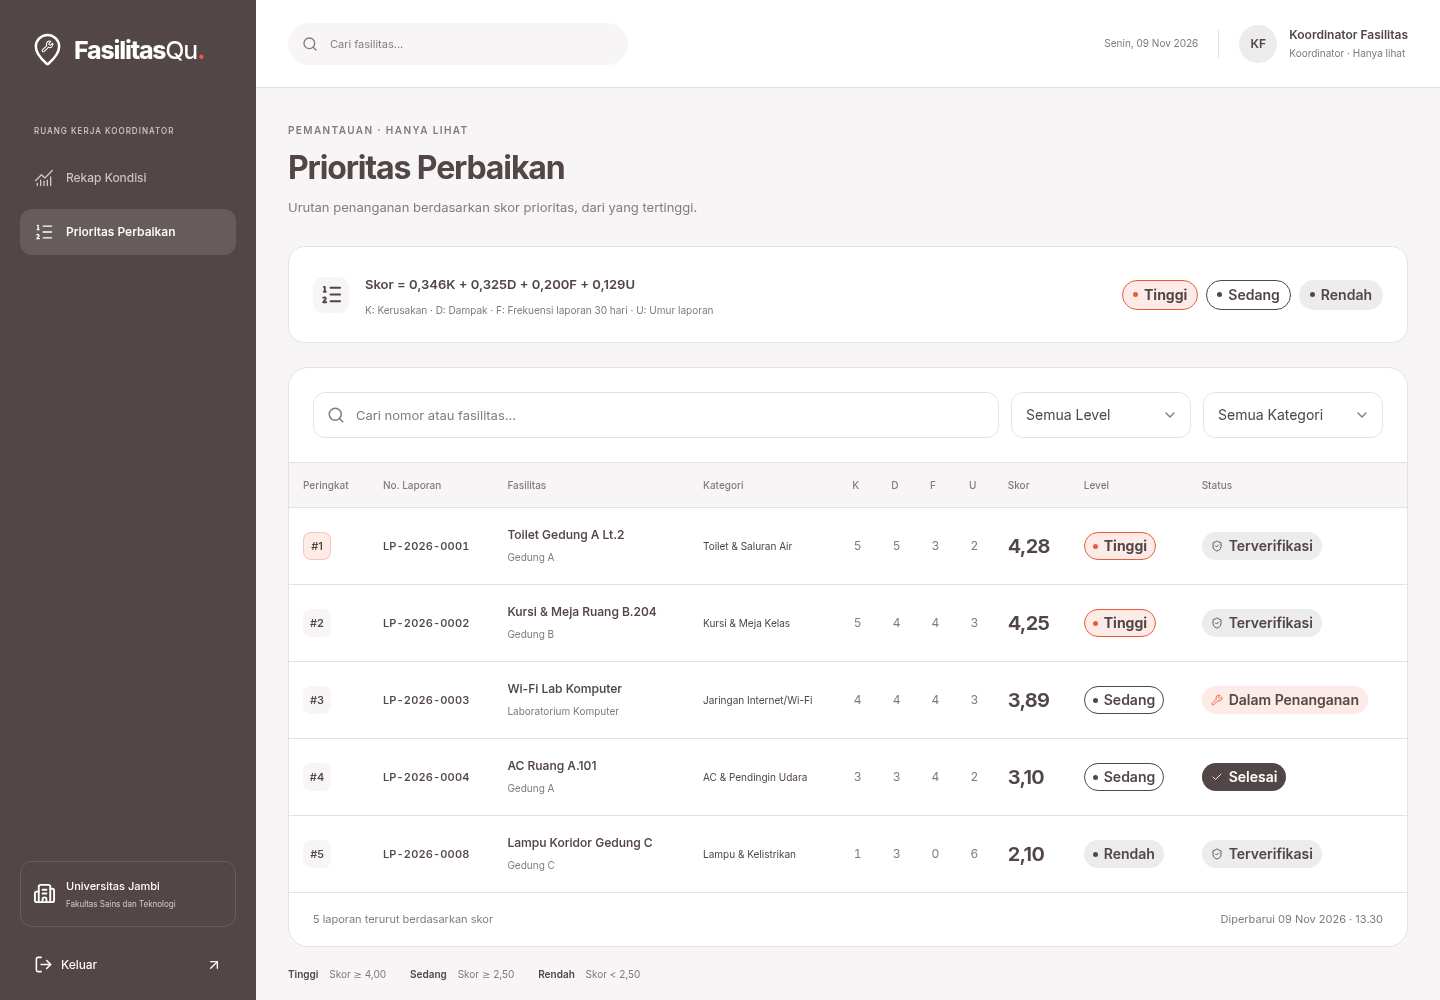 FasilitasQu.
Cari fasilitas...
Senin, 09 Nov 2026
KF
Koordinator Fasilitas
Koordinator · Hanya lihat
RUANG KERJA KOORDINATOR
Rekap Kondisi
Prioritas Perbaikan
Universitas Jambi
Fakultas Sains dan Teknologi
Keluar
PEMANTAUAN · HANYA LIHAT
Prioritas Perbaikan
Urutan penanganan berdasarkan skor prioritas, dari yang tertinggi.
Skor = 0,346K + 0,325D + 0,200F + 0,129U
K: Kerusakan · D: Dampak · F: Frekuensi laporan 30 hari · U: Umur laporan
Tinggi Sedang Rendah
Cari nomor atau fasilitas...
Semua Level
Semua Kategori
Peringkat No. Laporan Fasilitas Kategori K D F U Skor Level Status
#1 LP-2026-0001 Toilet Gedung A Lt.2 Toilet & Saluran Air 5 5 3 2 4,28 Tinggi Terverifikasi
Gedung A
#2 LP-2026-0002 Kursi & Meja Ruang B.204 Kursi & Meja Kelas 5 4 4 3 4,25 Tinggi Terverifikasi
Gedung B
#3 LP-2026-0003 Wi-Fi Lab Komputer Jaringan Internet/Wi-Fi 4 4 4 3 3,89 Sedang Dalam Penanganan
Laboratorium Komputer
#4 LP-2026-0004 AC Ruang A.101 AC & Pendingin Udara 3 3 4 2 3,10 Sedang Selesai
Gedung A
#5 LP-2026-0008 Lampu Koridor Gedung C Lampu & Kelistrikan 1 3 0 6 2,10 Rendah Terverifikasi
Gedung C
5 laporan terurut berdasarkan skor
Diperbarui 09 Nov 2026 · 13.30
Tinggi Skor ≥ 4,00 Sedang Skor ≥ 2,50 Rendah Skor < 2,50